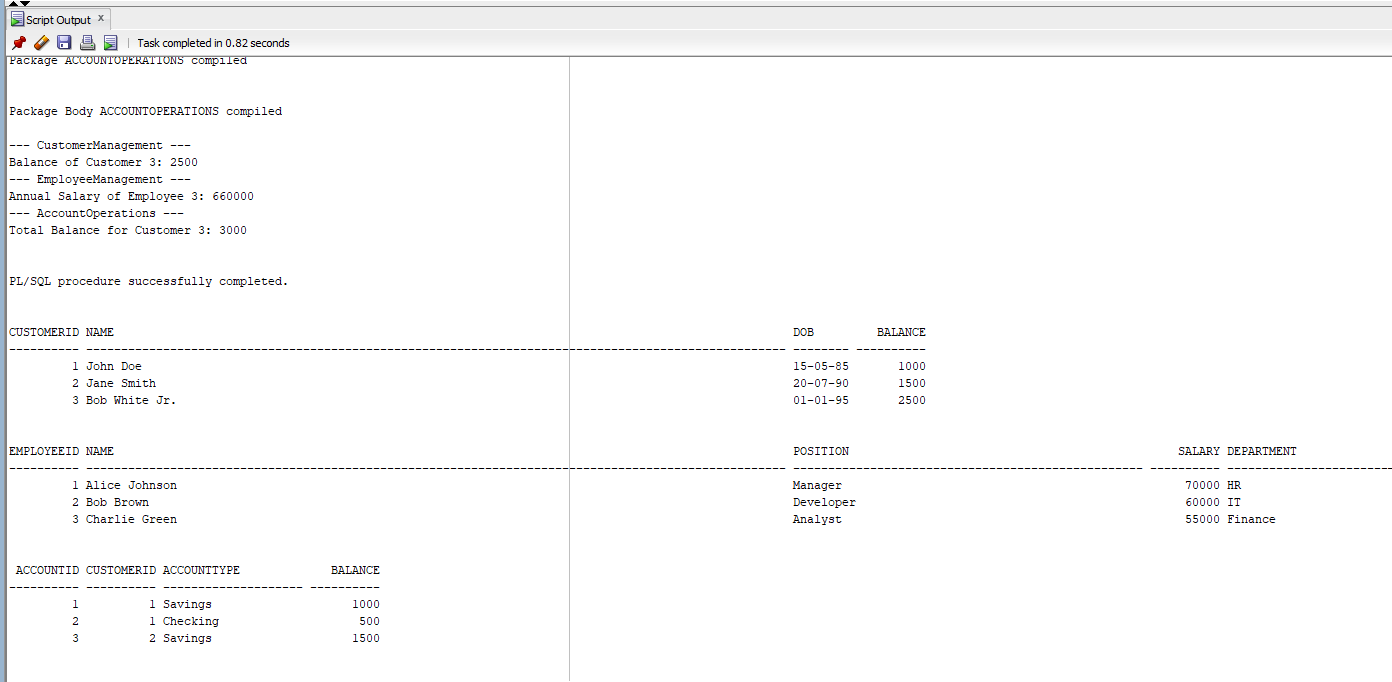 Script Output x
Task completed in 0.82 seconds
Package ACCOUNTOPERATIONS compiled
Package Body ACCOUNTOPERATIONS compiled
--- CustomerManagement ---
Balance of Customer 3: 2500
--- EmployeeManagement ---
Annual Salary of Employee 3: 660000
--- AccountOperations ---
Total Balance for Customer 3: 3000
PL/SQL procedure successfully completed.
CUSTOMERID NAME DOB BALANCE
1 John Doe 15-05-85 1000
2 Jane Smith 20-07-90 1500
3 Bob White Jr. 01-01-95 2500
EMPLOYEEID NAME POSITION SALARY DEPARTMENT
1 Alice Johnson Manager 70000 HR
2 Bob Brown Developer 60000 IT
3 Charlie Green Analyst 55000 Finance
ACCOUNTID CUSTOMERID ACCOUNTTYPE BALANCE
1 1 Savings 1000
2 1 Checking 500
3 2 Savings 1500